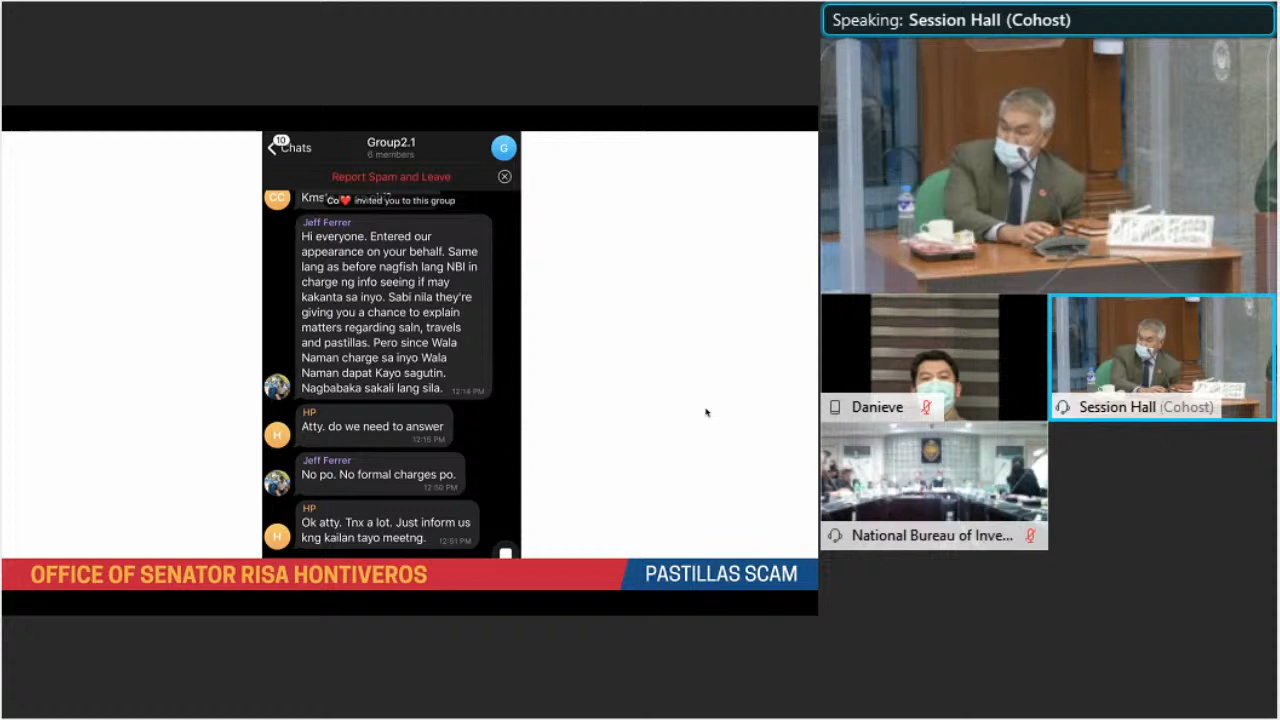 Speaking: Session Hall (Cohost)
10
Chats
Group2.1
6 members
G
Report Spam and Leave
CC
Kms
Co❤️ invited you to this group
Jeff Ferrer
Hi everyone. Entered our
appearance on your behalf. Same
lang as before nagfish lang NBI in
charge ng info seeing if may
kakanta sa inyo. Sabi nila they're
giving you a chance to explain
matters regarding saln, travels
and pastillas. Pero since Wala
Naman charge sa inyo Wala
Naman dapat Kayo sagutin.
Nagbabaka sakali lang sila.
12:14 PM
HP
Atty. do we need to answer
12:15 PM
H
Jeff Ferrer
No po. No formal charges po.
12:50 PM
HP
Ok atty. Tnx a lot. Just inform us
kng kailan tayo meetng.
12:51 PM
H
OFFICE OF SENATOR RISA HONTIVEROS
PASTILLAS SCAM
Danieve
Session Hall (Cohost)
National Bureau of Inve...